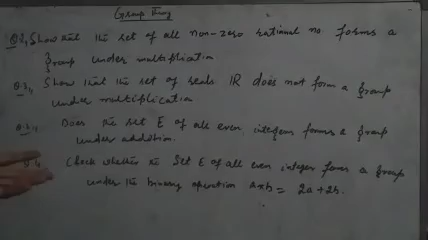 Group Theory
Q.2, Show that the set of all non-zero rational no forms a
group under multiplication
Q.3, Show that the set of reals IR does not form a group
under multiplication.
Does the set E of all even integers forms a group
under addition.
Check whether the Set E of all even integer forms a group
under the binary operation a*b = 2a+2b.